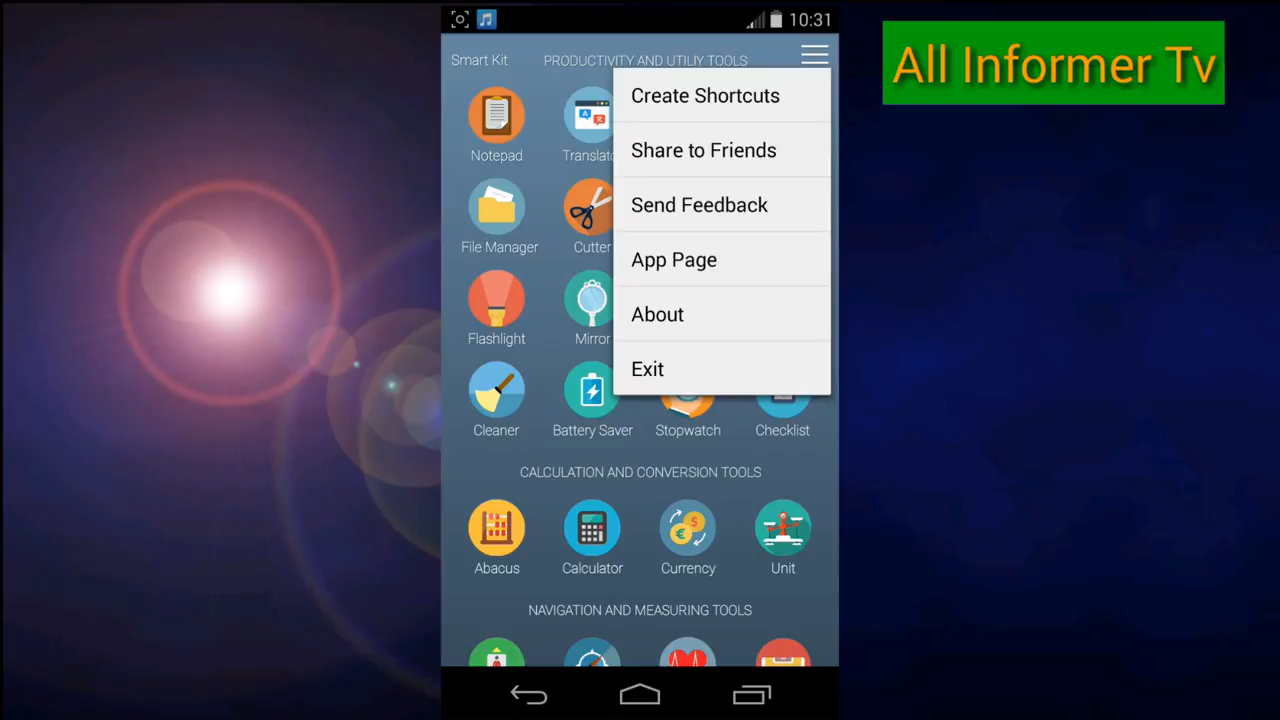 10:31
All Informer Tv
Smart Kit
PRODUCTIVITY AND UTILIY TOOLS
Create Shortcuts
Share to Friends
Send Feedback
App Page
About
Exit
Notepad
File Manager
Cutter
Flashlight
Mirror
Cleaner
Battery Saver
Stopwatch
Checklist
CALCULATION AND CONVERSION TOOLS
Abacus
Calculator
Currency
Unit
NAVIGATION AND MEASURING TOOLS